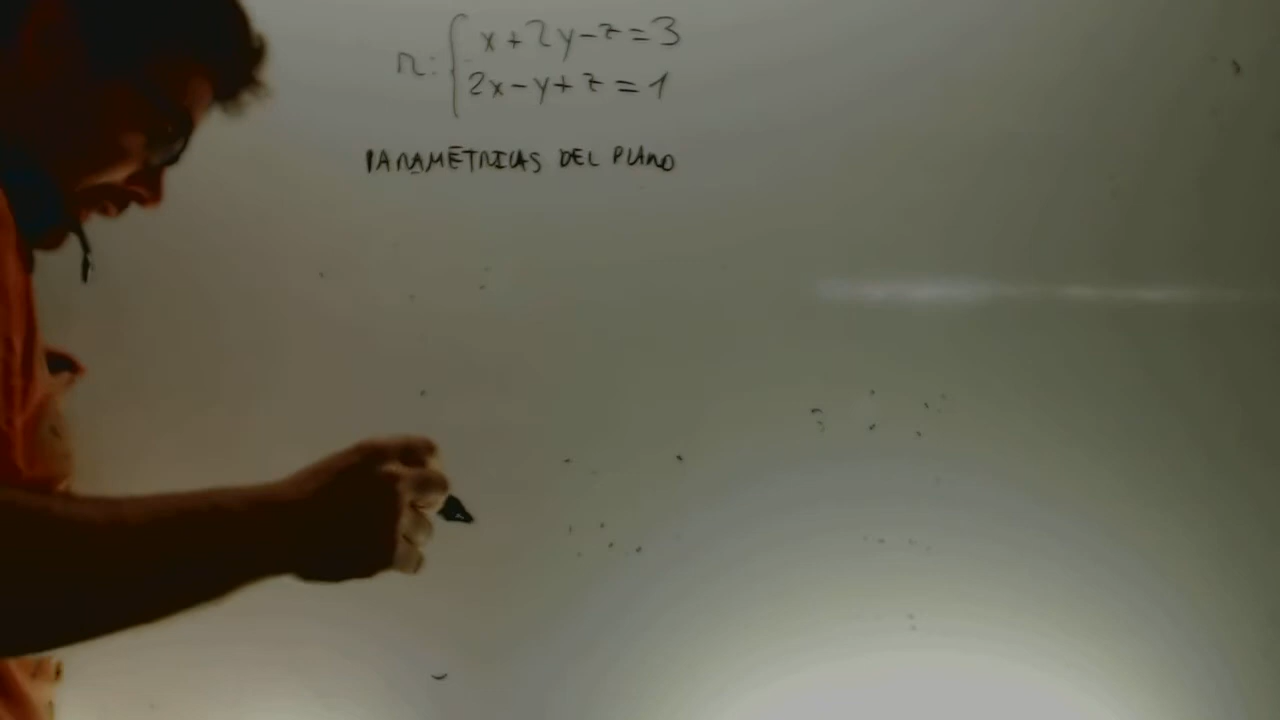 r: { x+2y-z=3
2x-y+z=1
PARAMETRICAS DEL PLANO